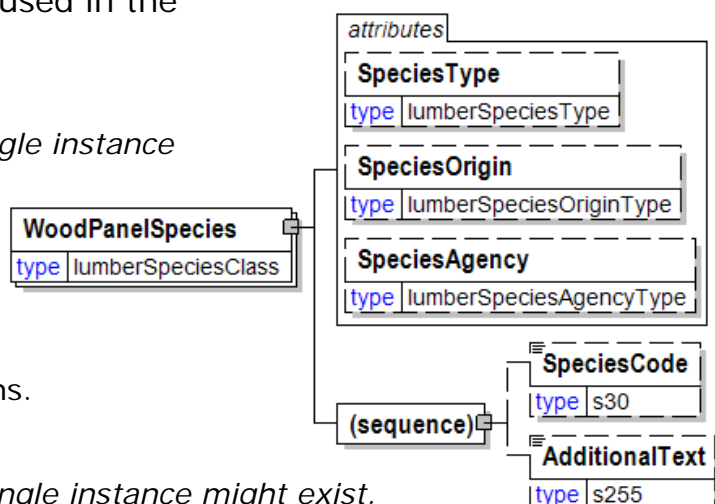 used in the
attributes
SpeciesType
type lumberSpeciesType
gle instance
SpeciesOrigin
type lumberSpeciesOriginType
WoodPanelSpecies
type lumberSpeciesClass
SpeciesAgency
type lumberSpeciesAgencyType
SpeciesCode
type s30
ns.
(sequence)
AdditionalText
type s255
ngle instance might exist.